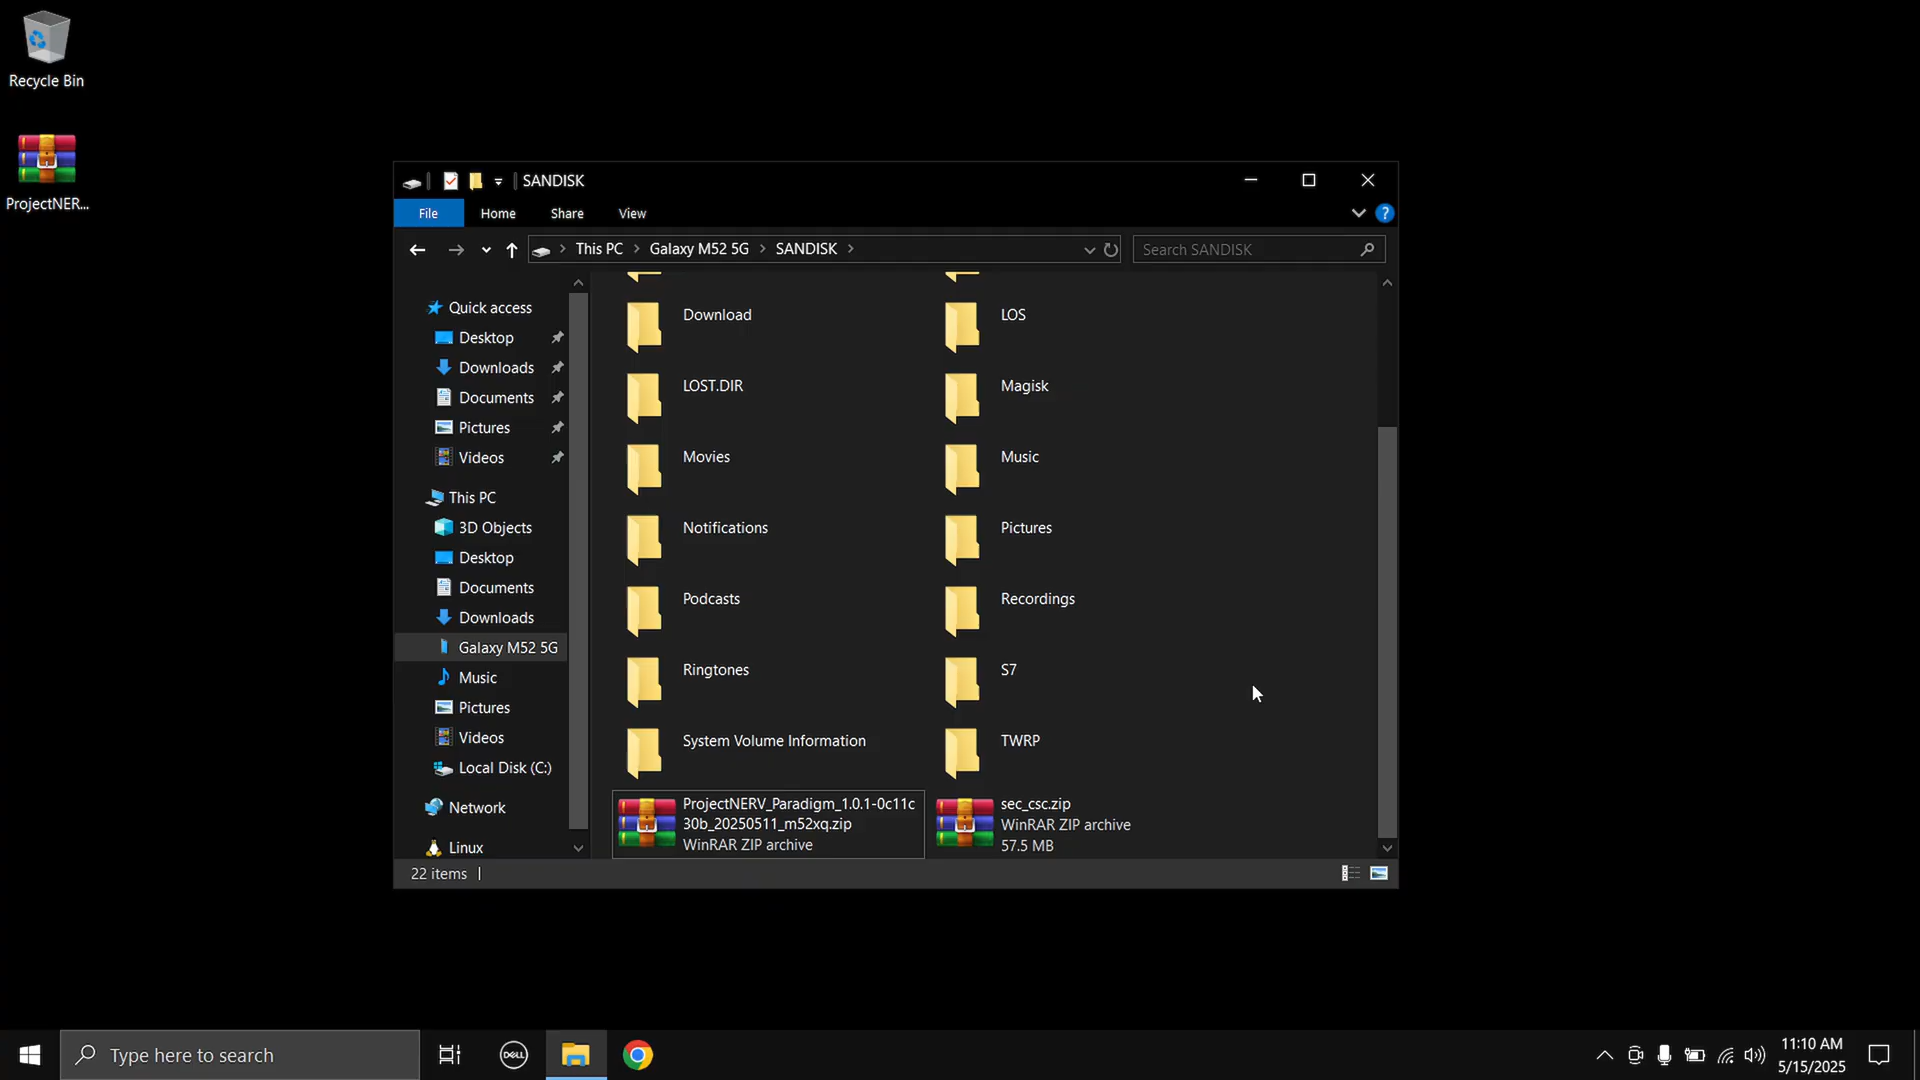 Recycle Bin
ProjectNER...
SANDISK
File
Home
Share
View
?
This PC
Galaxy M52 5G
SANDISK
Search SANDISK
Quick access
Desktop
Downloads
Documents
Pictures
Videos
This PC
3D Objects
Desktop
Documents
Downloads
Galaxy M52 5G
Music
Pictures
Videos
Local Disk (C:)
Network
Linux
Download
LOS
LOST.DIR
Magisk
Movies
Music
Notifications
Pictures
Podcasts
Recordings
Ringtones
S7
System Volume Information
TWRP
ProjectNERV_Paradigm_1.0.1-0c11c
30b_20250511_m52xq.zip
WinRAR ZIP archive
sec_csc.zip
WinRAR ZIP archive
57.5 MB
22 items
Type here to search
DELL
11:10 AM
5/15/2025